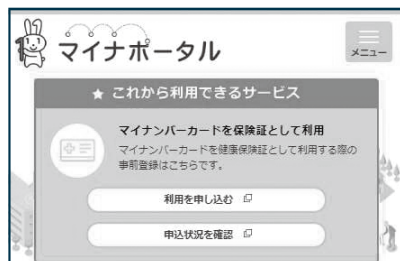 マイナポータル
メニュー
★ これから利用できるサービス
マイナンバーカードを保険証として利用
マイナンバーカードを健康保険証として利用する際の
事前登録はこちらです。
利用を申し込む
申込状況を確認